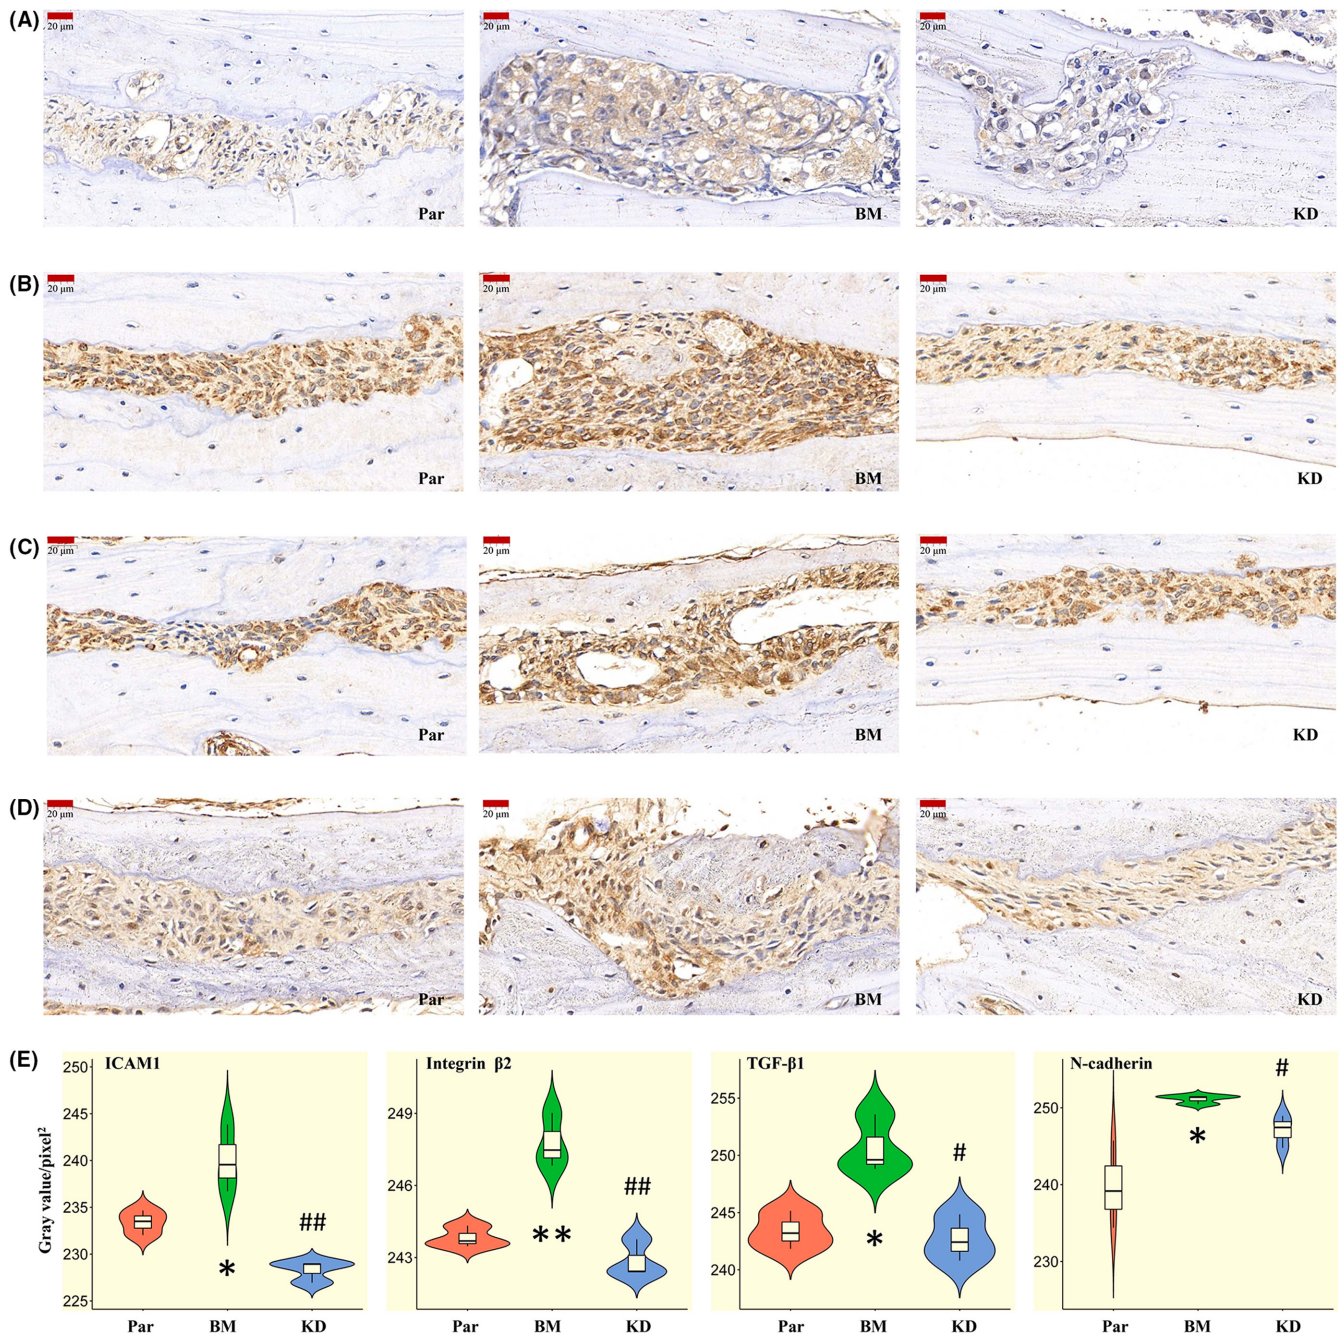 (A)
20 μm
Par
20 μm
BM
20 μm
KD
(B)
20 μm
Par
20 μm
BM
20 μm
KD
(C)
20 μm
Par
20 μm
BM
20 μm
KD
(D)
20 μm
Par
20 μm
BM
20 μm
KD
(E)
Gray value/pixel²
ICAM1
250
245
240
235
230
225
*
##
Par BM KD
Integrin β2
249
246
243
**
##
Par BM KD
TGF-β1
255
250
245
240
*
#
Par BM KD
N-cadherin
250
240
230
*
#
Par BM KD